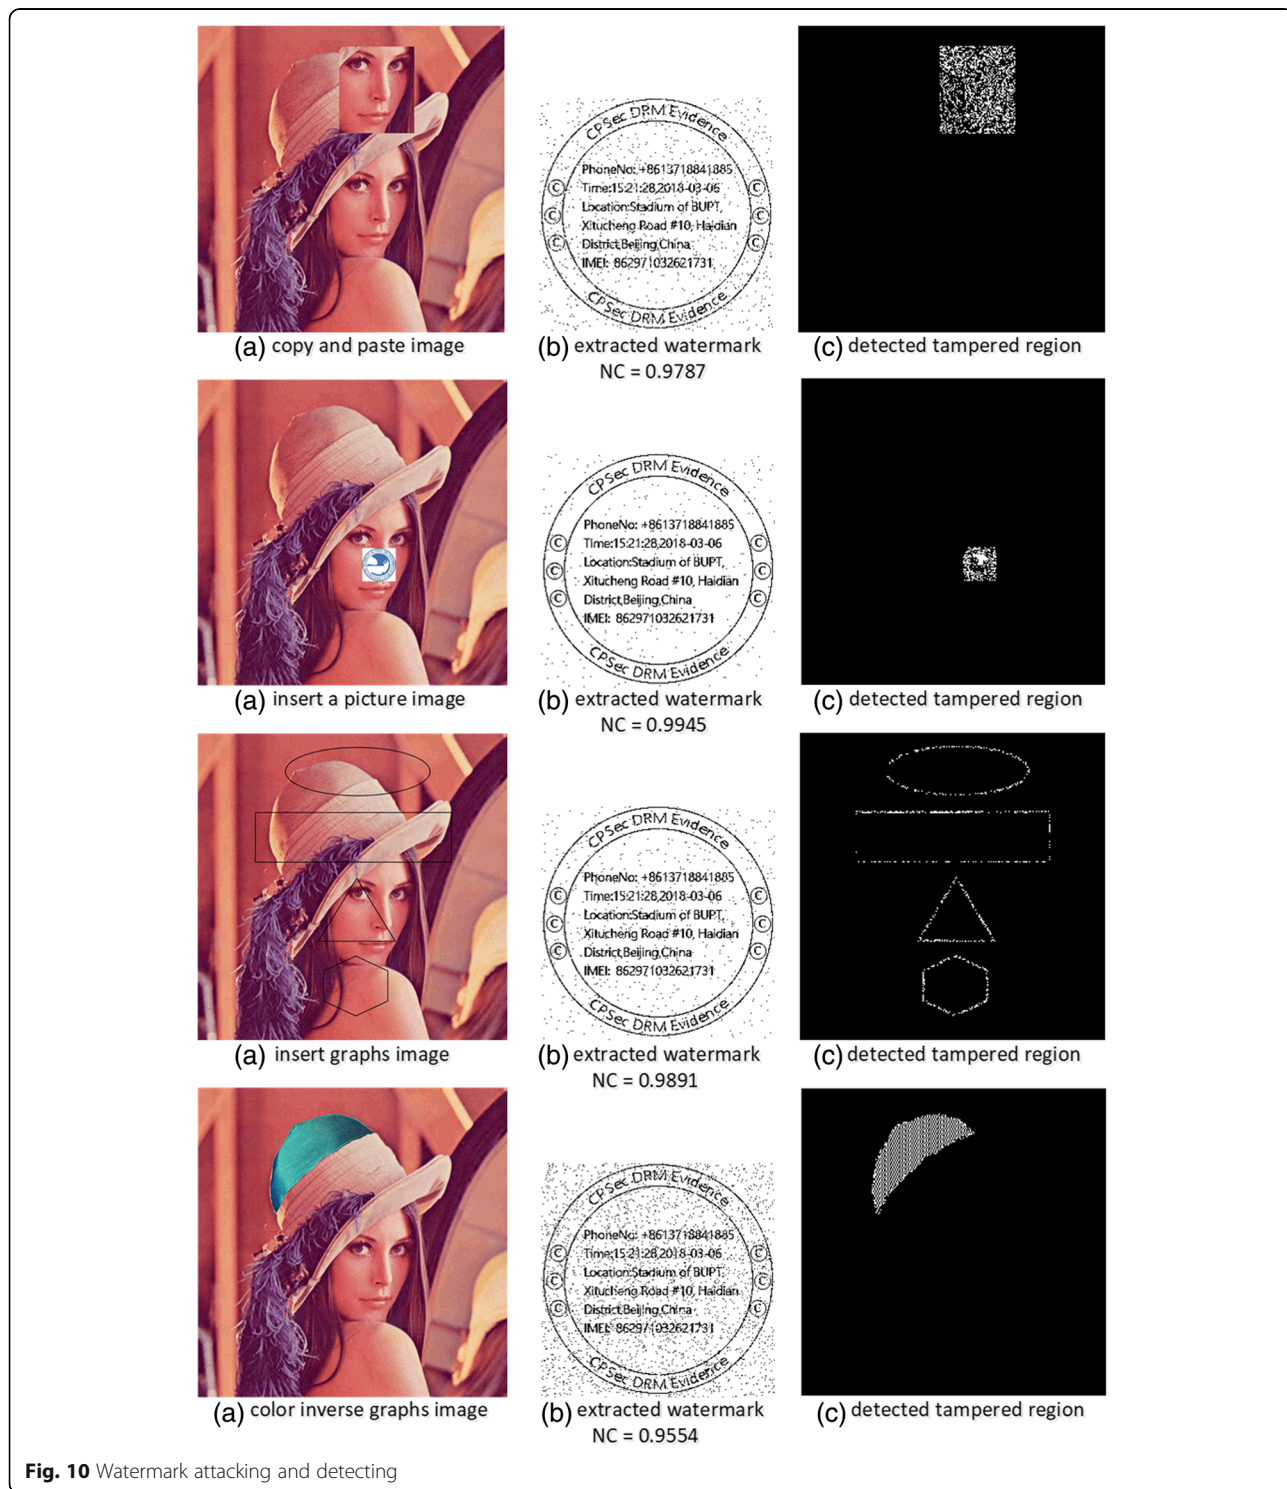 CPSec DRM Evidence
PhoneNo: +8613718841885
Time:15:21:28,2018-03-06
Location:Stadium of BUPT,
Xitucheng Road #10, Haidian
District,Beijing,China
IMEI: 862971032621731
© © © © © ©
CPSec DRM Evidence
(a) copy and paste image
(b) extracted watermark
NC = 0.9787
(c) detected tampered region
CPSec DRM Evidence
PhoneNo: +8613718841885
Time:15:21:28,2018-03-06
Location:Stadium of BUPT,
Xitucheng Road #10, Haidian
District,Beijing,China
IMEI: 862971032621731
© © © © © ©
CPSec DRM Evidence
(a) insert a picture image
(b) extracted watermark
NC = 0.9945
(c) detected tampered region
CPSec DRM Evidence
PhoneNo: +8613718841885
Time:15:21:28,2018-03-06
Location:Stadium of BUPT,
Xitucheng Road #10, Haidian
District,Beijing,China
IMEI: 862971032621731
© © © © © ©
CPSec DRM Evidence
(a) insert graphs image
(b) extracted watermark
NC = 0.9891
(c) detected tampered region
CPSec DRM Evidence
PhoneNo: +8613718841885
Time:15:21:28,2018-03-06
Location:Stadium of BUPT,
Xitucheng Road #10, Haidian
District,Beijing,China
IMEI: 862971032621731
© © © © © ©
CPSec DRM Evidence
(a) color inverse graphs image
(b) extracted watermark
NC = 0.9554
(c) detected tampered region
Fig. 10 Watermark attacking and detecting